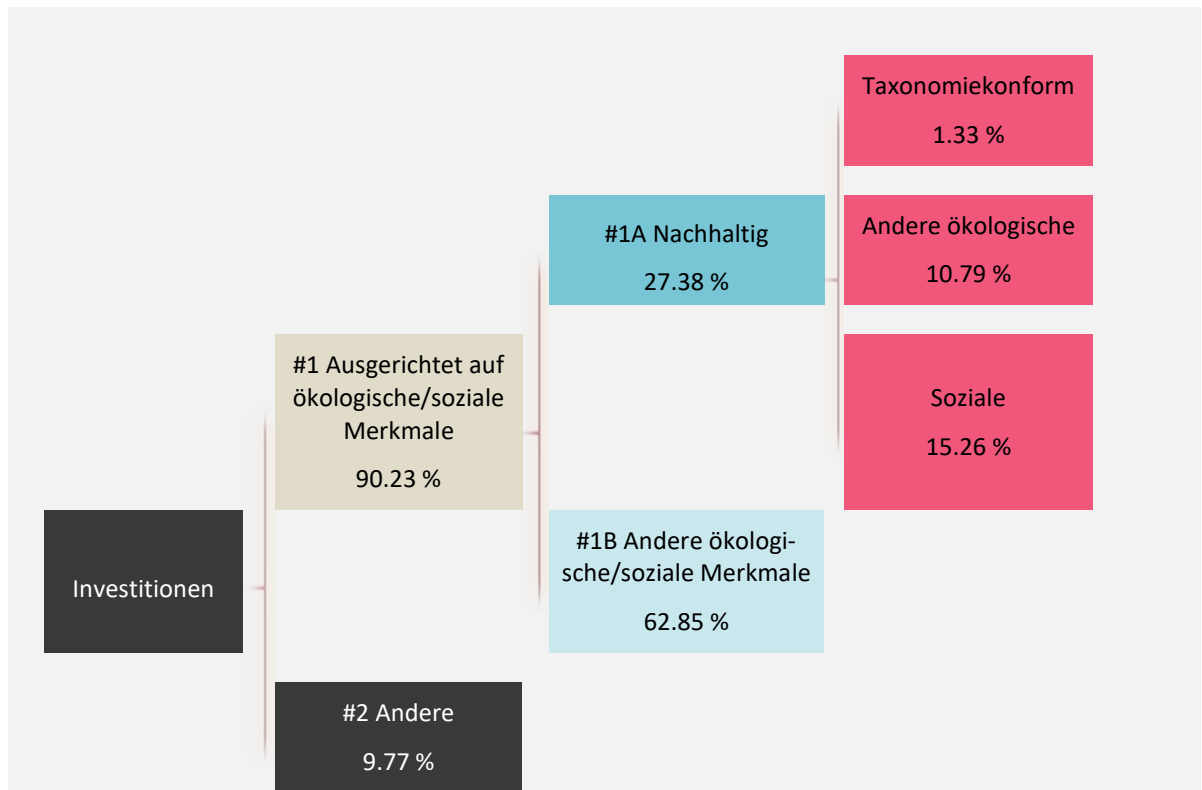 Taxonomiekonform
1.33 %
#1A Nachhaltig
27.38 %
Andere ökologische
10.79 %
#1 Ausgerichtet auf
ökologische/soziale
Merkmale
90.23 %
Soziale
15.26 %
Investitionen
#1B Andere ökologi-
sche/soziale Merkmale
62.85 %
#2 Andere
9.77 %